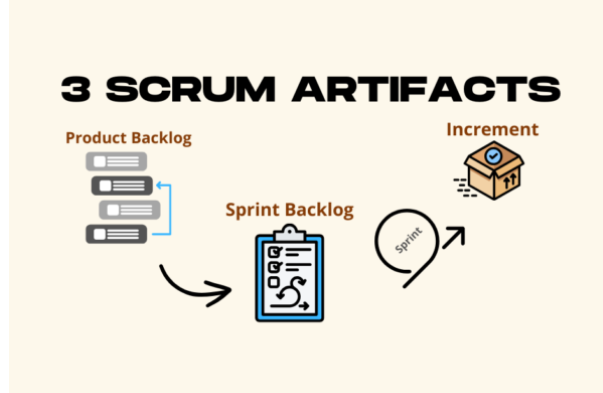 3 SCRUM ARTIFACTS
Product Backlog
Increment
Sprint Backlog
Sprint